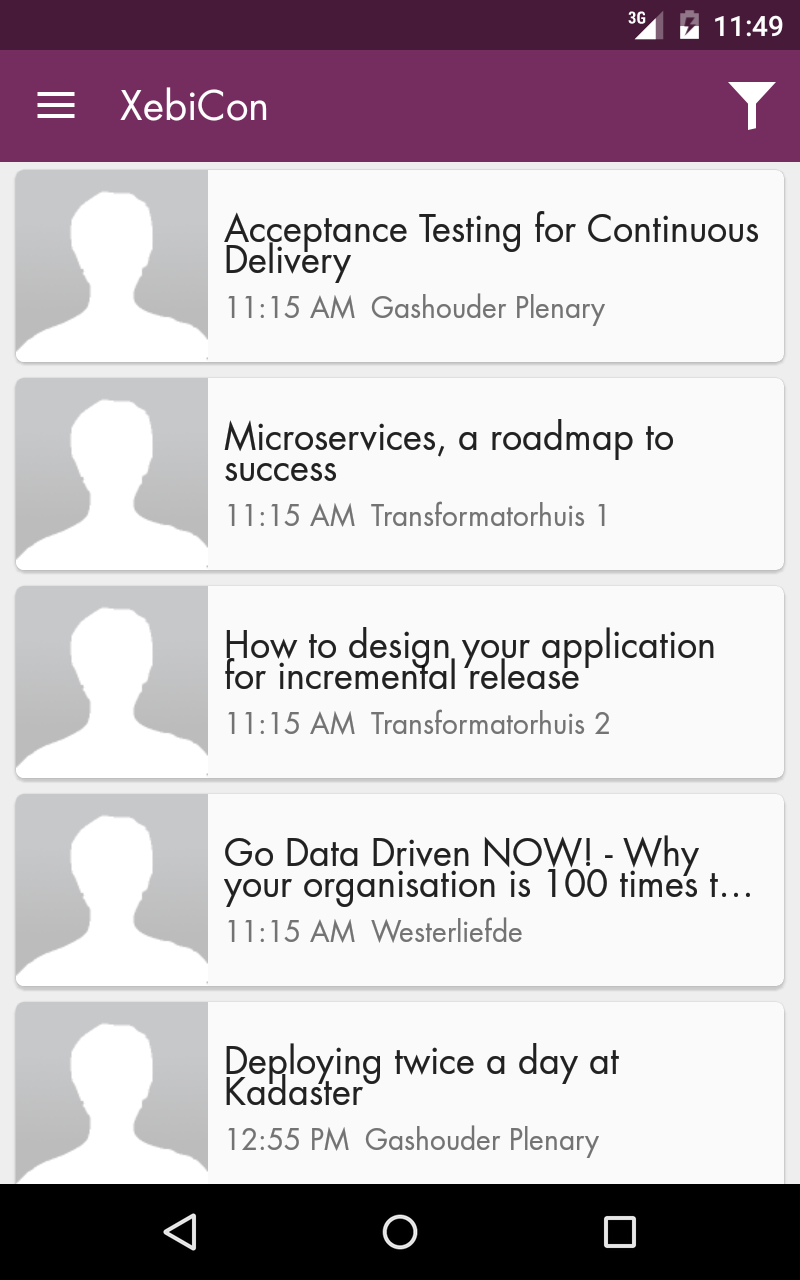 3G 11:49
XebiCon
Acceptance Testing for Continuous
Delivery
11:15 AM Gashouder Plenary
Microservices, a roadmap to
success
11:15 AM Transformatorhuis 1
How to design your application
for incremental release
11:15 AM Transformatorhuis 2
Go Data Driven NOW! - Why
your organisation is 100 times t...
11:15 AM Westerliefde
Deploying twice a day at
Kadaster
12:55 PM Gashouder Plenary